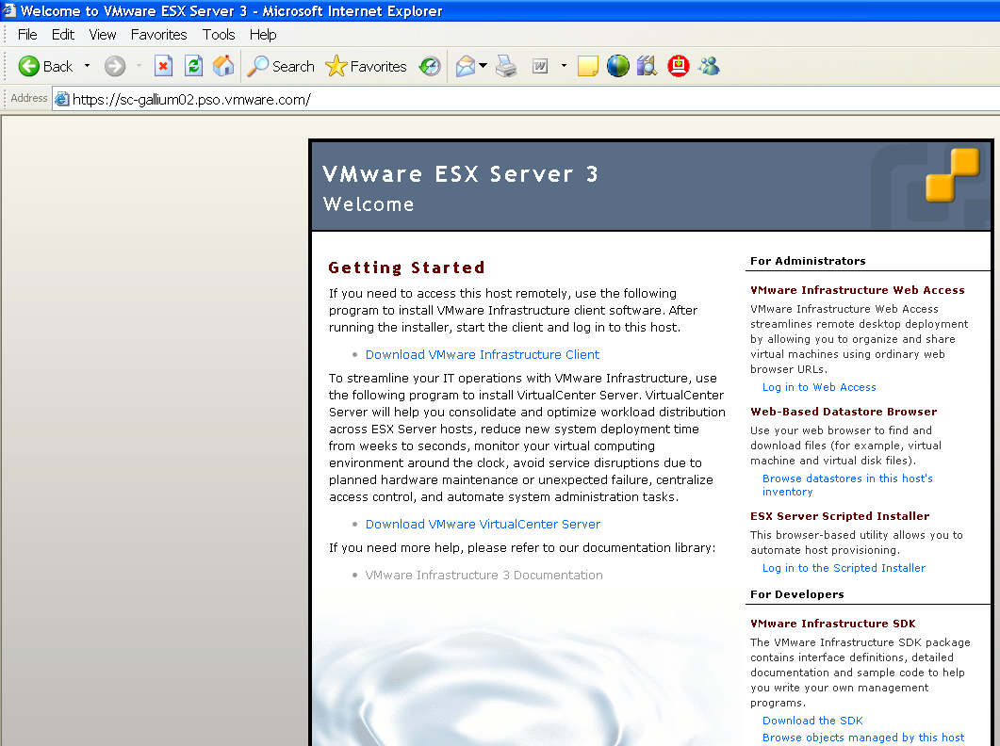 Welcome to VMware ESX Server 3 - Microsoft Internet Explorer
File Edit View Favorites Tools Help
Back Search Favorites
Address https://sc-gallium02.pso.vmware.com/
VMware ESX Server 3
Welcome
Getting Started
If you need to access this host remotely, use the following
program to install VMware Infrastructure client software. After
running the installer, start the client and log in to this host.
Download VMware Infrastructure Client
To streamline your IT operations with VMware Infrastructure, use
the following program to install VirtualCenter Server. VirtualCenter
Server will help you consolidate and optimize workload distribution
across ESX Server hosts, reduce new system deployment time
from weeks to seconds, monitor your virtual computing
environment around the clock, avoid service disruptions due to
planned hardware maintenance or unexpected failure, centralize
access control, and automate system administration tasks.
Download VMware VirtualCenter Server
If you need more help, please refer to our documentation library:
VMware Infrastructure 3 Documentation
For Administrators
VMware Infrastructure Web Access
VMware Infrastructure Web Access
streamlines remote desktop deployment
by allowing you to organize and share
virtual machines using ordinary web
browser URLs.
Log in to Web Access
Web-Based Datastore Browser
Use your web browser to find and
download files (for example, virtual
machine and virtual disk files).
Browse datastores in this host's
inventory
ESX Server Scripted Installer
This browser-based utility allows you to
automate host provisioning.
Log in to the Scripted Installer
For Developers
VMware Infrastructure SDK
The VMware Infrastructure SDK package
contains interface definitions, detailed
documentation and sample code to help
you write your own management
programs.
Download the SDK
Browse objects managed by this host